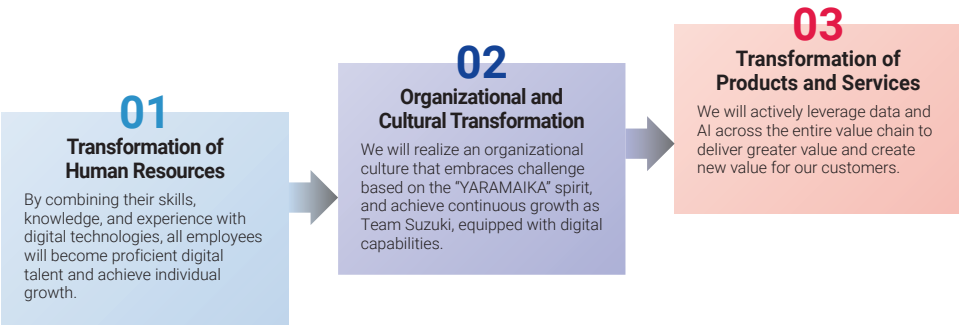 01
Transformation of
Human Resources
By combining their skills,
knowledge, and experience with
digital technologies, all employees
will become proficient digital
talent and achieve individual
growth.
02
Organizational and
Cultural Transformation
We will realize an organizational
culture that embraces challenge
based on the “YARAMAIKA” spirit,
and achieve continuous growth as
Team Suzuki, equipped with digital
capabilities.
03
Transformation of
Products and Services
We will actively leverage data and
AI across the entire value chain to
deliver greater value and create
new value for our customers.